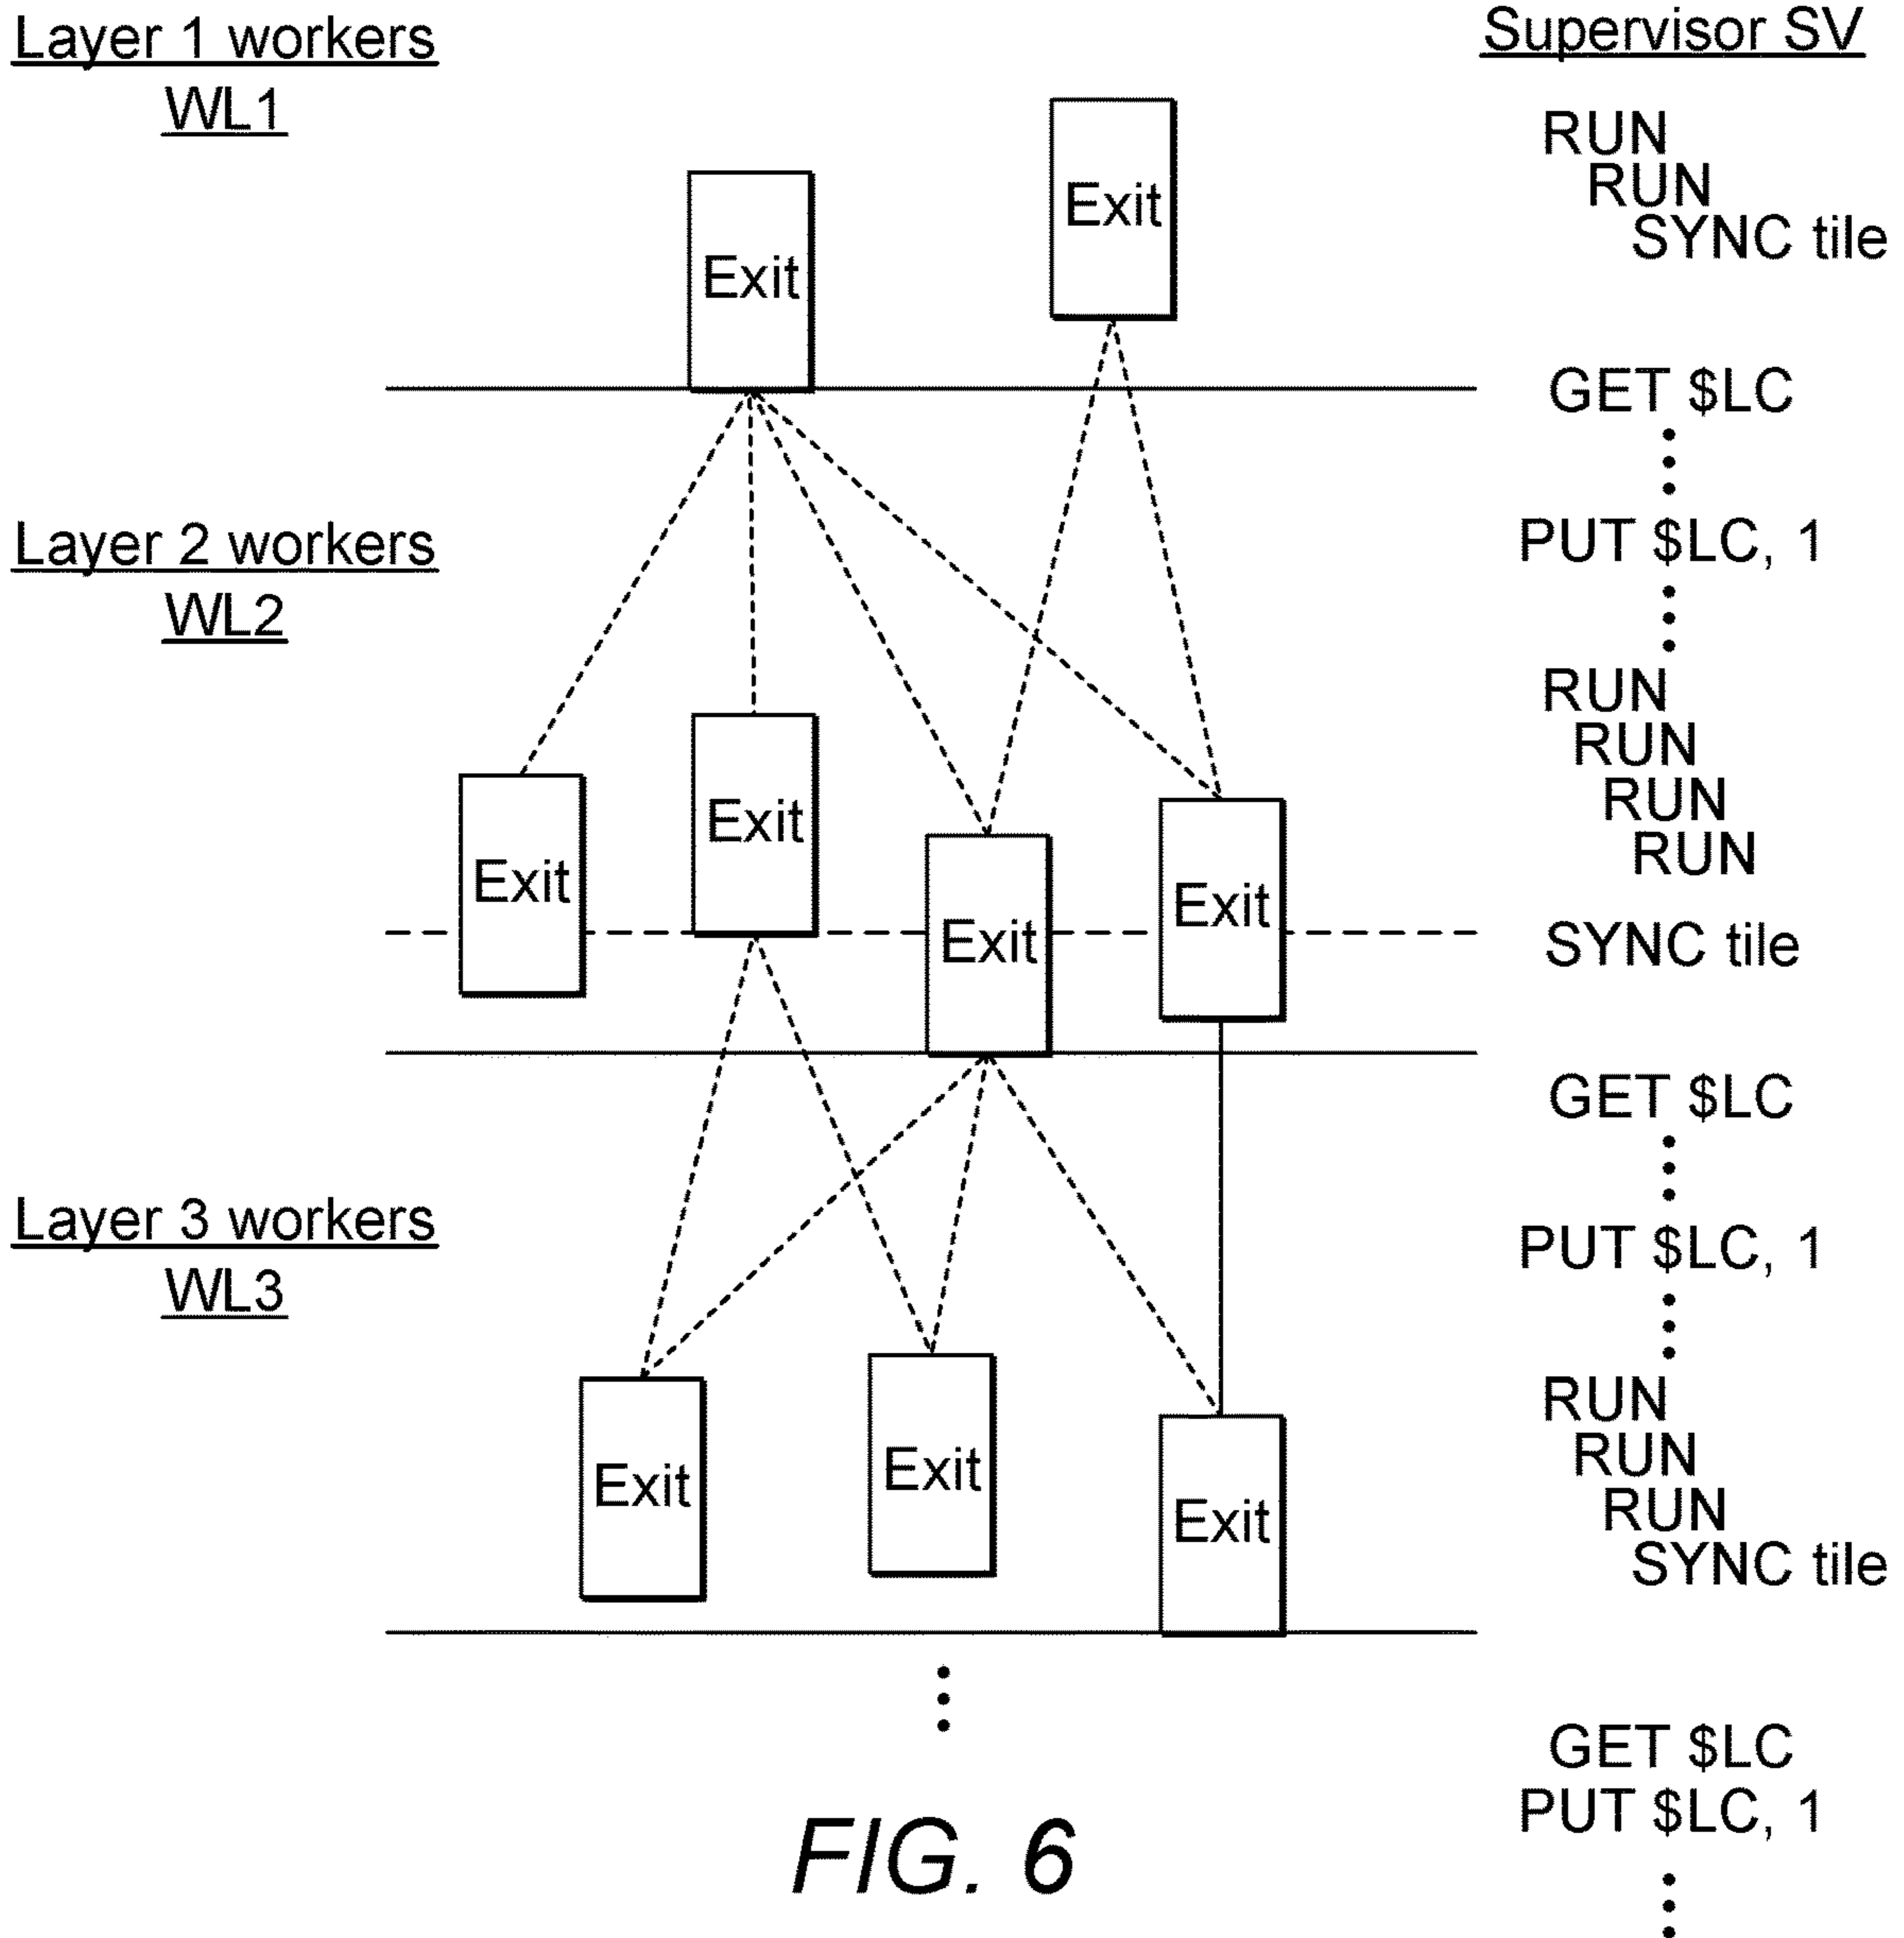 Layer 1 workers
WL1
Supervisor SV
RUN
RUN
SYNC tile
Exit
Exit
GET $LC
PUT $LC, 1
Layer 2 workers
WL2
RUN
RUN
RUN
RUN
Exit
Exit
Exit
Exit
SYNC tile
GET $LC
Layer 3 workers
WL3
PUT $LC, 1
RUN
RUN
RUN
SYNC tile
Exit
Exit
Exit
GET $LC
PUT $LC, 1
FIG. 6